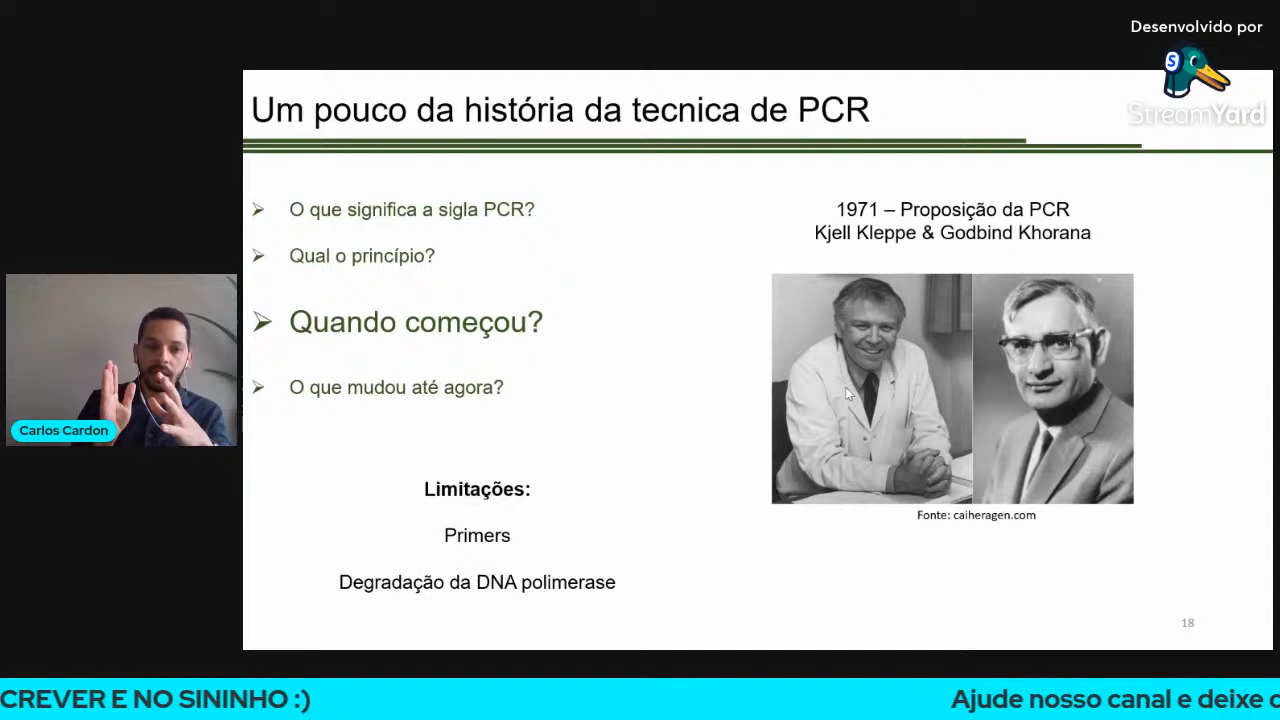 Desenvolvido por
S
StreamYard
Um pouco da história da tecnica de PCR
O que significa a sigla PCR?
Qual o princípio?
Quando começou?
O que mudou até agora?
Limitações:
Primers
Degradação da DNA polimerase
1971 – Proposição da PCR
Kjell Kleppe & Godbind Khorana
Fonte: caiheragen.com
18
Carlos Cardon
CREVER E NO SININHO :)
Ajude nosso canal e deixe